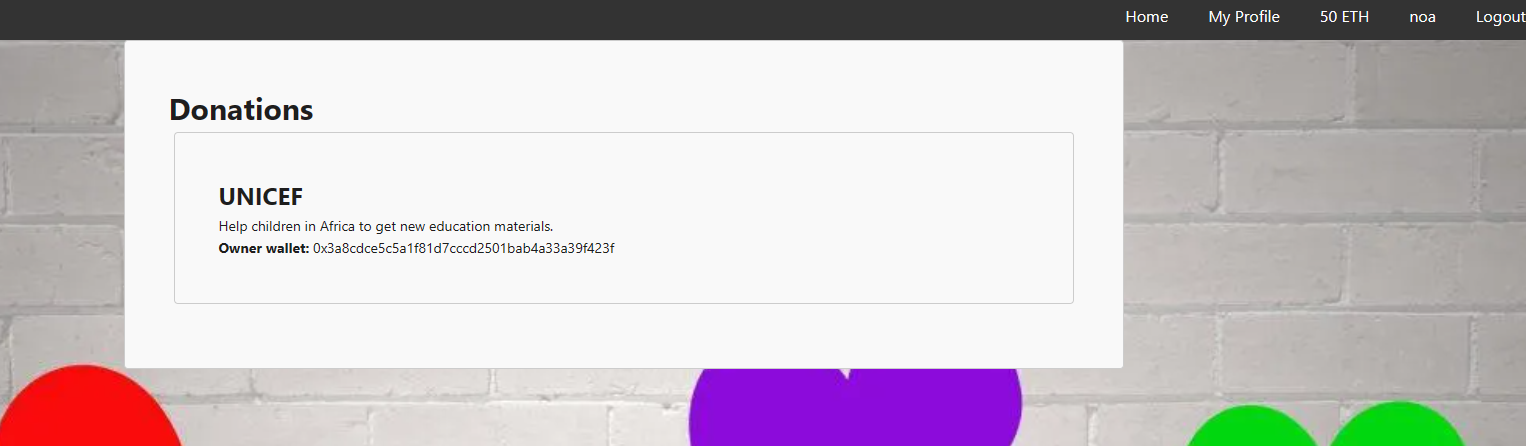 Home My Profile 50 ETH noa Logout
Donations
UNICEF
Help children in Africa to get new education materials.
Owner wallet: 0x3a8cdce5c5a1f81d7cccd2501bab4a33a39f423f